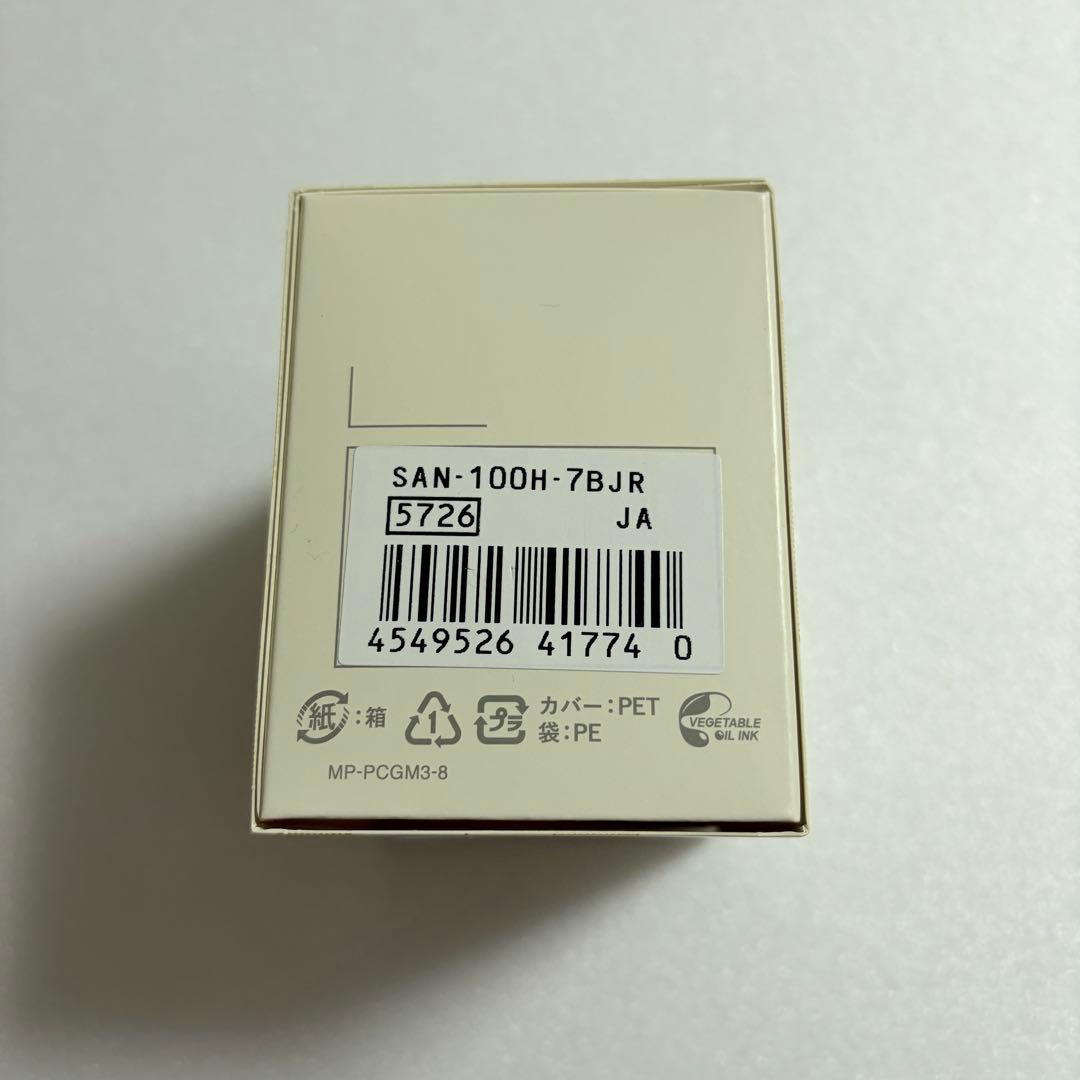 SAN-100H-7BJR
5726 JA
4549526 41774 0
紙 :箱 1 プラ カバー:PET
袋:PE
VEGETABLE
OIL INK
MP-PCGM3-8